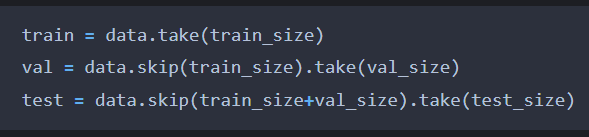 train = data.take(train_size)
val = data.skip(train_size).take(val_size)
test = data.skip(train_size+val_size).take(test_size)